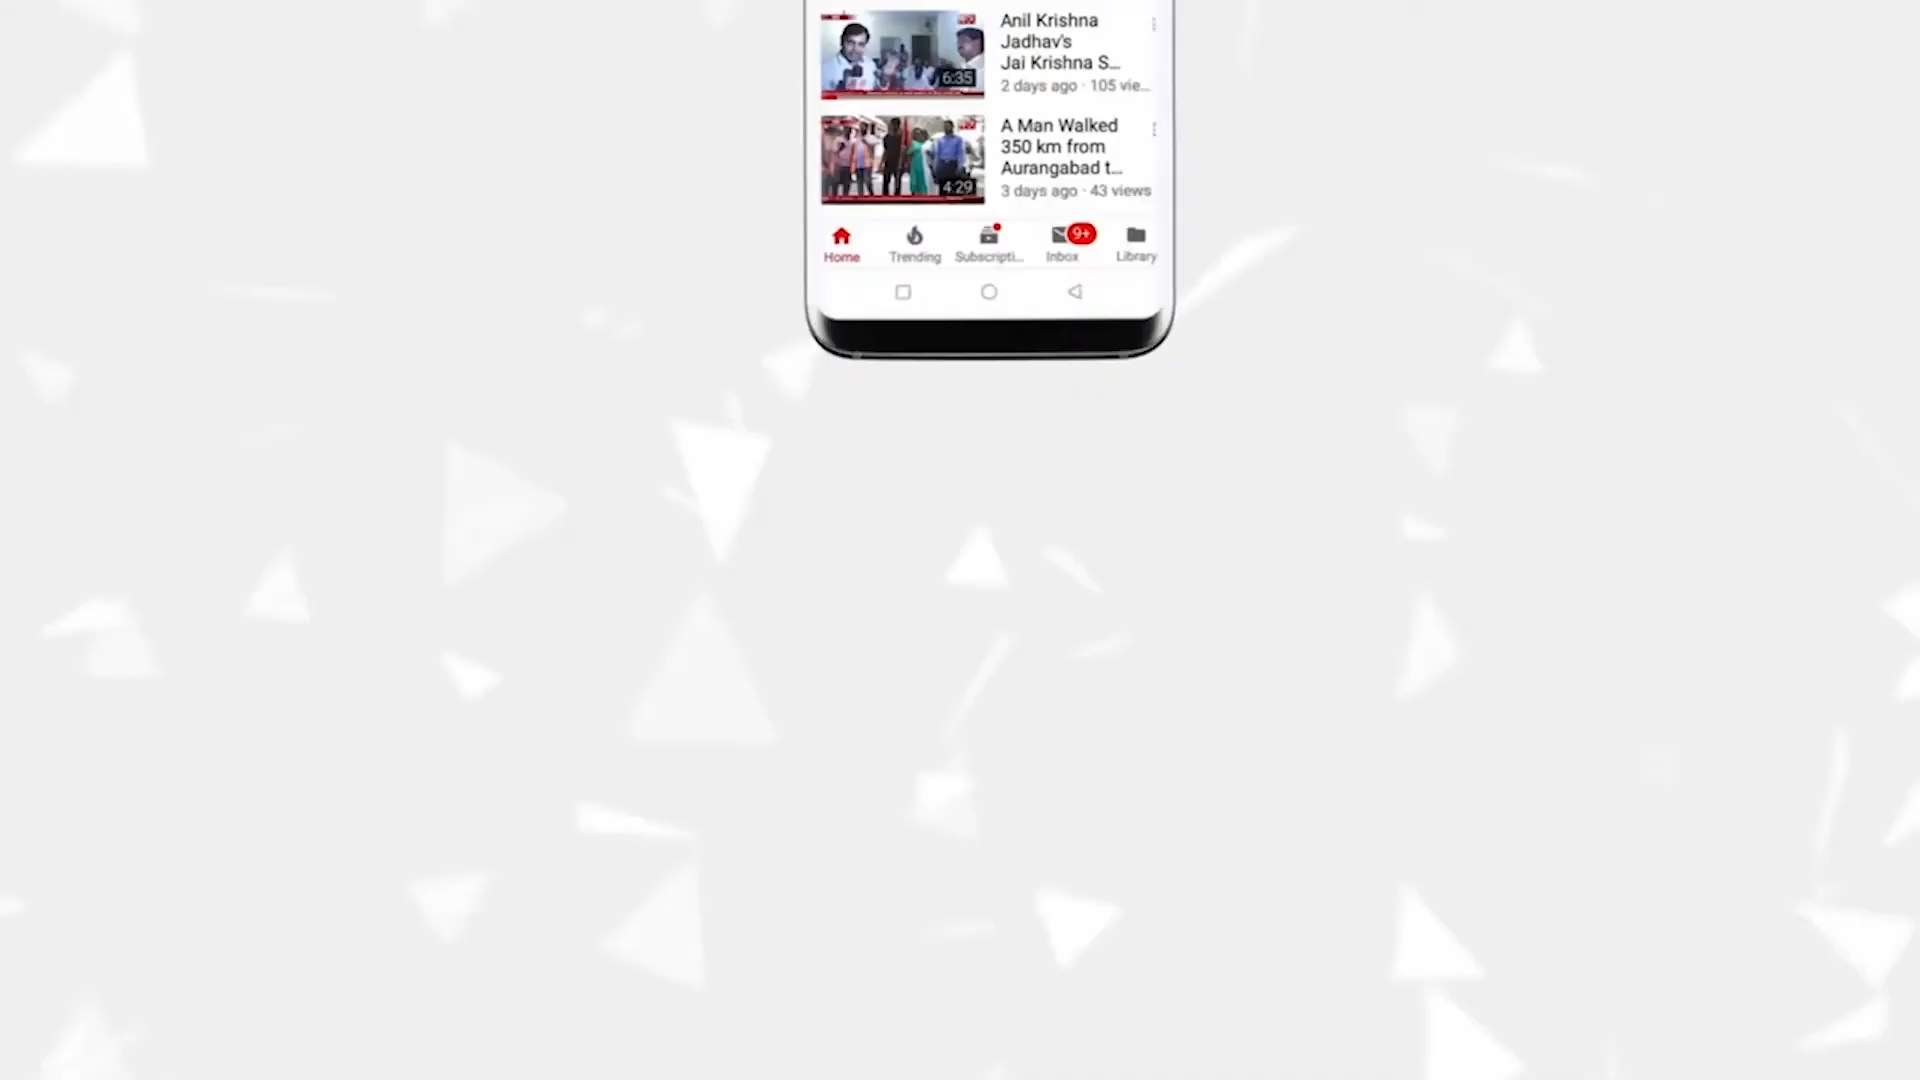 Anil Krishna
Jadhav's
Jai Krishna S...
2 days ago · 105 vie...
6:35
A Man Walked
350 km from
Aurangabad t...
3 days ago · 43 views
4:29
Home
Trending
Subscripti...
9+
Inbox
Library